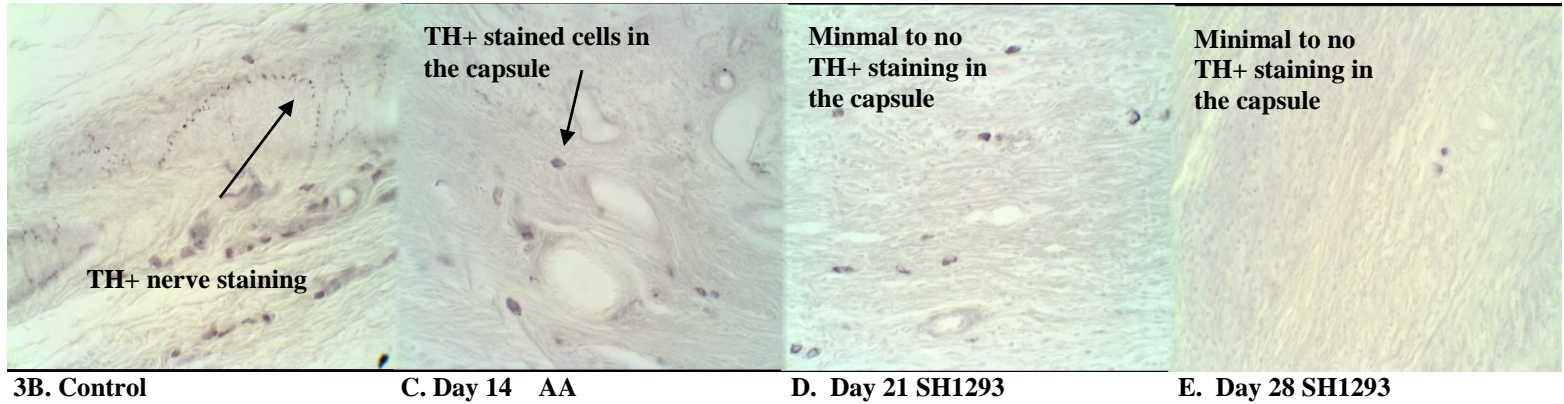 TH+ nerve staining
TH+ stained cells in
the capsule
Minmal to no
TH+ staining in
the capsule
Minimal to no
TH+ staining in
the capsule
3B. Control
C. Day 14 AA
D. Day 21 SH1293
E. Day 28 SH1293